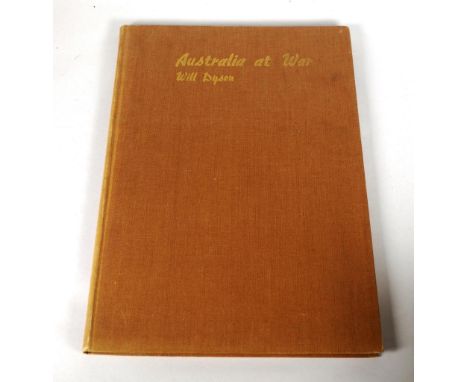 Australia at War
Will Dyson